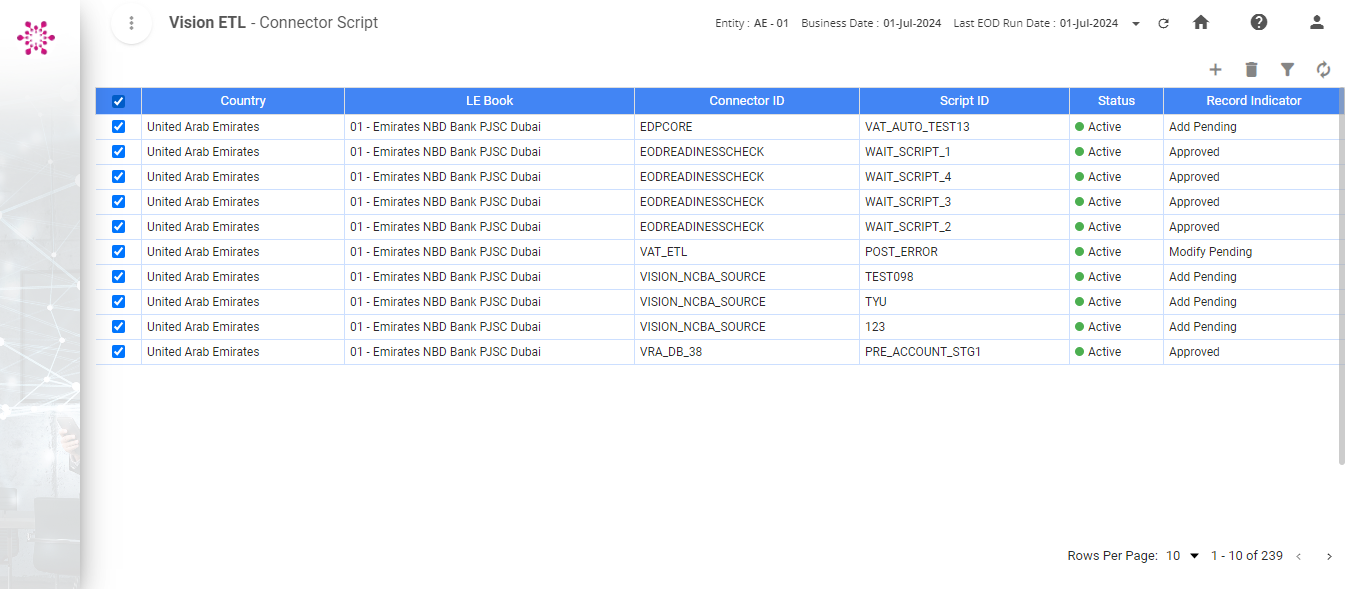 Vision ETL - Connector Script
Entity : AE - 01 Business Date : 01-Jul-2024 Last EOD Run Date : 01-Jul-2024
Country LE Book Connector ID Script ID Status Record Indicator
United Arab Emirates 01 - Emirates NBD Bank PJSC Dubai EDPCORE VAT_AUTO_TEST13 Active Add Pending
United Arab Emirates 01 - Emirates NBD Bank PJSC Dubai EODREADINESSCHECK WAIT_SCRIPT_1 Active Approved
United Arab Emirates 01 - Emirates NBD Bank PJSC Dubai EODREADINESSCHECK WAIT_SCRIPT_4 Active Approved
United Arab Emirates 01 - Emirates NBD Bank PJSC Dubai EODREADINESSCHECK WAIT_SCRIPT_3 Active Approved
United Arab Emirates 01 - Emirates NBD Bank PJSC Dubai EODREADINESSCHECK WAIT_SCRIPT_2 Active Approved
United Arab Emirates 01 - Emirates NBD Bank PJSC Dubai VAT_ETL POST_ERROR Active Modify Pending
United Arab Emirates 01 - Emirates NBD Bank PJSC Dubai VISION_NCBA_SOURCE TEST098 Active Add Pending
United Arab Emirates 01 - Emirates NBD Bank PJSC Dubai VISION_NCBA_SOURCE TYU Active Add Pending
United Arab Emirates 01 - Emirates NBD Bank PJSC Dubai VISION_NCBA_SOURCE 123 Active Add Pending
United Arab Emirates 01 - Emirates NBD Bank PJSC Dubai VRA_DB_38 PRE_ACCOUNT_STG1 Active Approved
Rows Per Page: 10 1 - 10 of 239